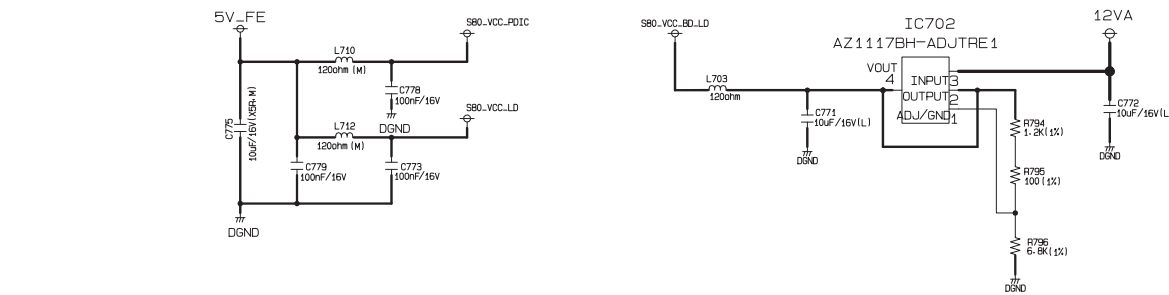 5V_FE
S80_VCC_PDIC
L710
120ohm (M)
C778
100nF/16V
DGND
C775
10uF/16V(X5R.M)
S80_VCC_LD
L712
120ohm (M)
C779
100nF/16V
C773
100nF/16V
DGND
S80_VCC_BD_LD
IC702
AZ1117BH-ADJTRE1
12VA
VOUT
4
INPUT 3
OUTPUT 2
ADJ/GND 1
L703
120ohm
C771
10uF/16V(L)
DGND
C772
10uF/16V(L
DGND
R794
1.2K(1%)
R795
100(1%)
R796
6.8K(1%)
DGND